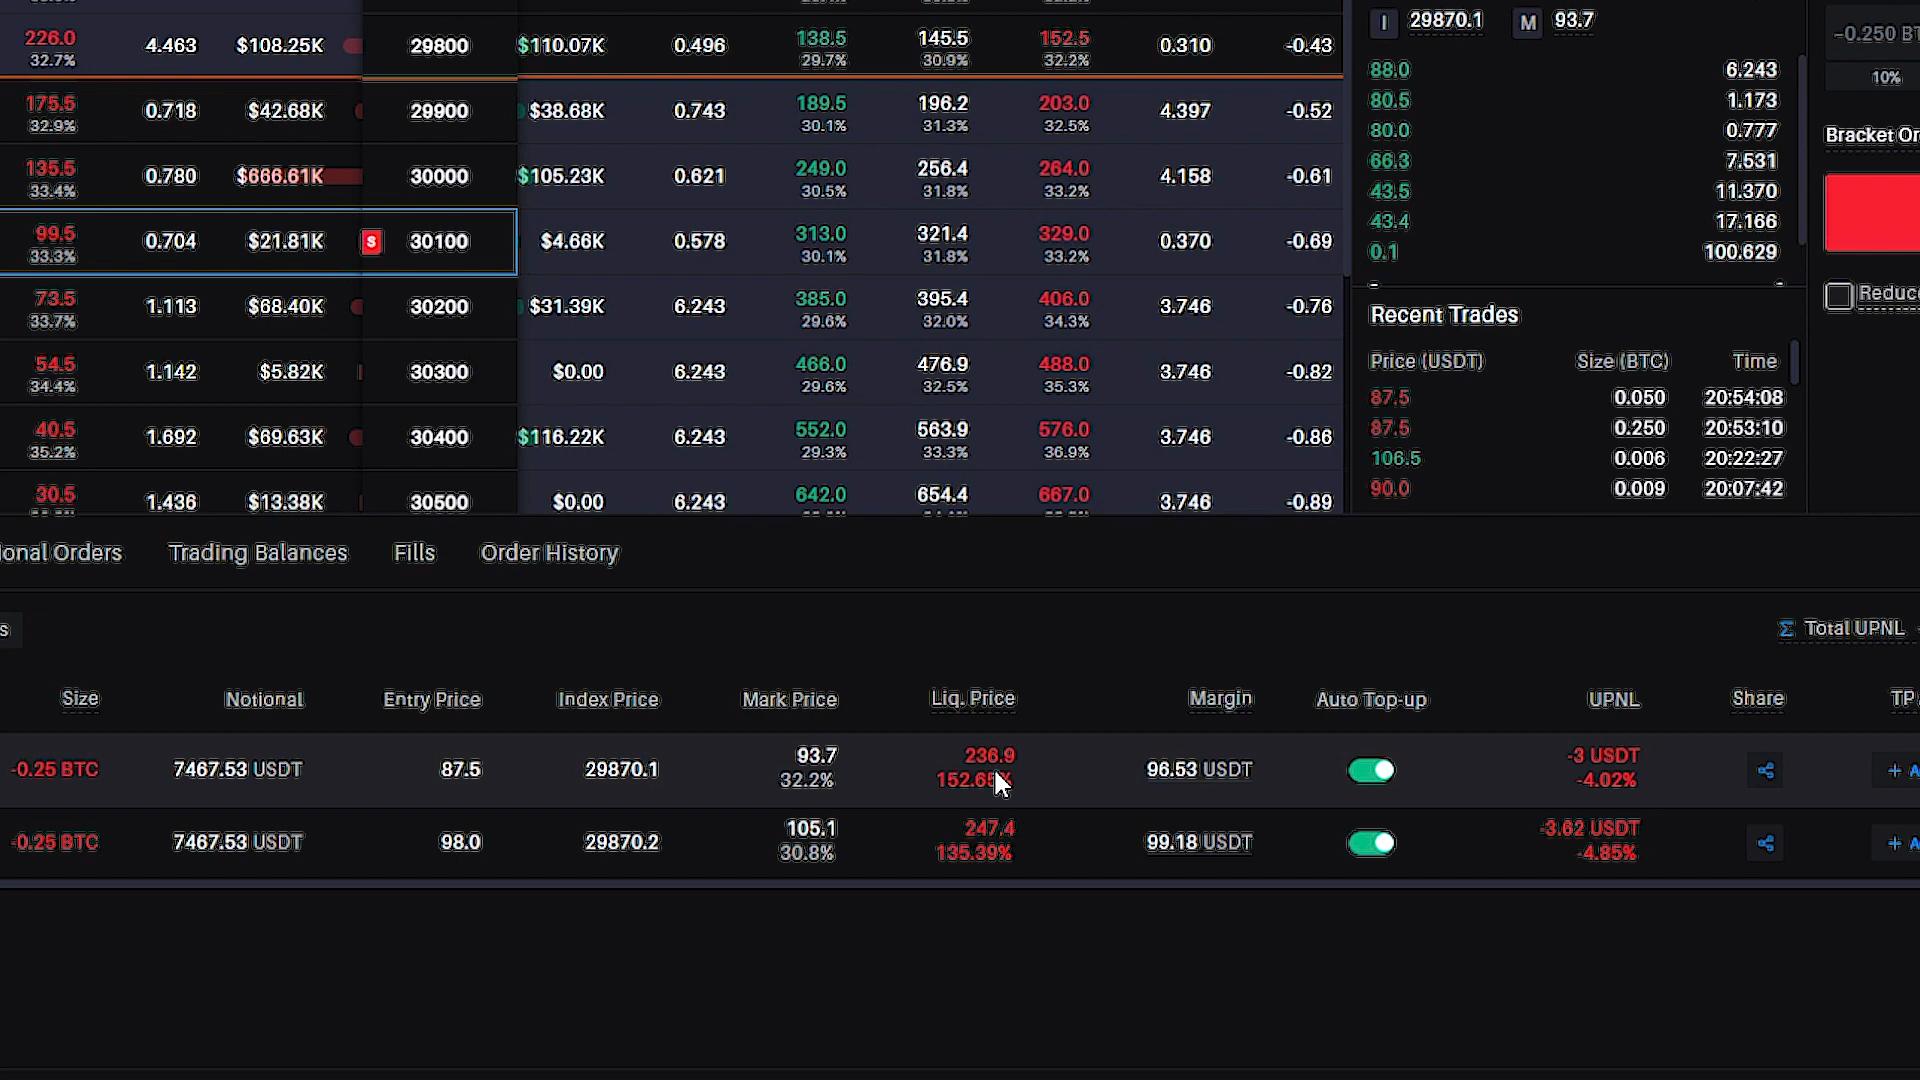 226.0 4.463 $108.25K 29800 $110.07K 0.496 138.5 145.5 152.5 0.310 -0.43
32.7% 29.7% 30.9% 32.2%
175.5 0.718 $42.68K 29900 $38.68K 0.743 189.5 196.2 203.0 4.397 -0.52
32.9% 30.1% 31.3% 32.5%
135.5 0.780 $666.61K 30000 $105.23K 0.621 249.0 256.4 264.0 4.158 -0.61
33.4% 30.5% 31.8% 33.2%
99.5 0.704 $21.81K S 30100 $4.66K 0.578 313.0 321.4 329.0 0.370 -0.69
33.3% 30.1% 31.8% 33.2%
73.5 1.113 $68.40K 30200 $31.39K 6.243 385.0 395.4 406.0 3.746 -0.76
33.7% 29.6% 32.0% 34.3%
54.5 1.142 $5.82K 30300 $0.00 6.243 466.0 476.9 488.0 3.746 -0.82
34.4% 29.6% 32.5% 35.3%
40.5 1.692 $69.63K 30400 $116.22K 6.243 552.0 563.9 576.0 3.746 -0.86
35.2% 29.3% 33.3% 36.9%
30.5 1.436 $13.38K 30500 $0.00 6.243 642.0 654.4 667.0 3.746 -0.89
I 29870.1 M 93.7
88.0 6.243
80.5 1.173
80.0 0.777
66.3 7.531
43.5 11.370
43.4 17.166
0.1 100.629
Recent Trades
Price (USDT) Size (BTC) Time
87.5 0.050 20:54:08
87.5 0.250 20:53:10
106.5 0.006 20:22:27
90.0 0.009 20:07:42
-0.250 BT
10%
Bracket Or
Reduce
ional Orders Trading Balances Fills Order History
s Σ Total UPNL -
Size Notional Entry Price Index Price Mark Price Liq. Price Margin Auto Top-up UPNL Share TP
-0.25 BTC 7467.53 USDT 87.5 29870.1 93.7 236.9 96.53 USDT -3 USDT + A
32.2% -4.02%
-0.25 BTC 7467.53 USDT 98.0 29870.2 105.1 247.4 99.18 USDT -3.62 USDT + A
30.8% 135.39% -4.85%